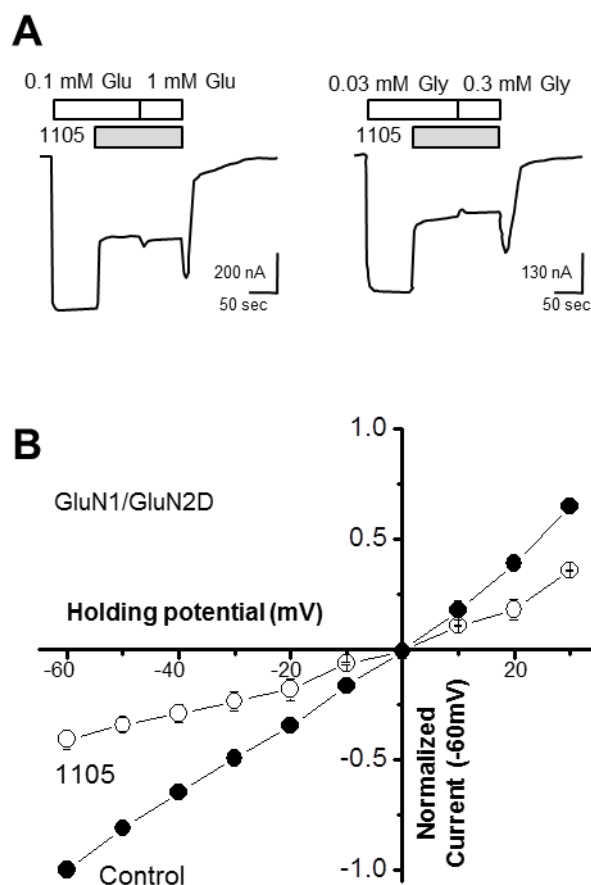 A
0.1 mM Glu 1 mM Glu
1105
200 nA
50 sec
0.03 mM Gly 0.3 mM Gly
1105
130 nA
50 sec
B
GluN1/GluN2D
1.0
0.5
Holding potential (mV)
-60 -40 -20 20
1105
Control
-0.5
-1.0
Normalized
Current (-60mV)